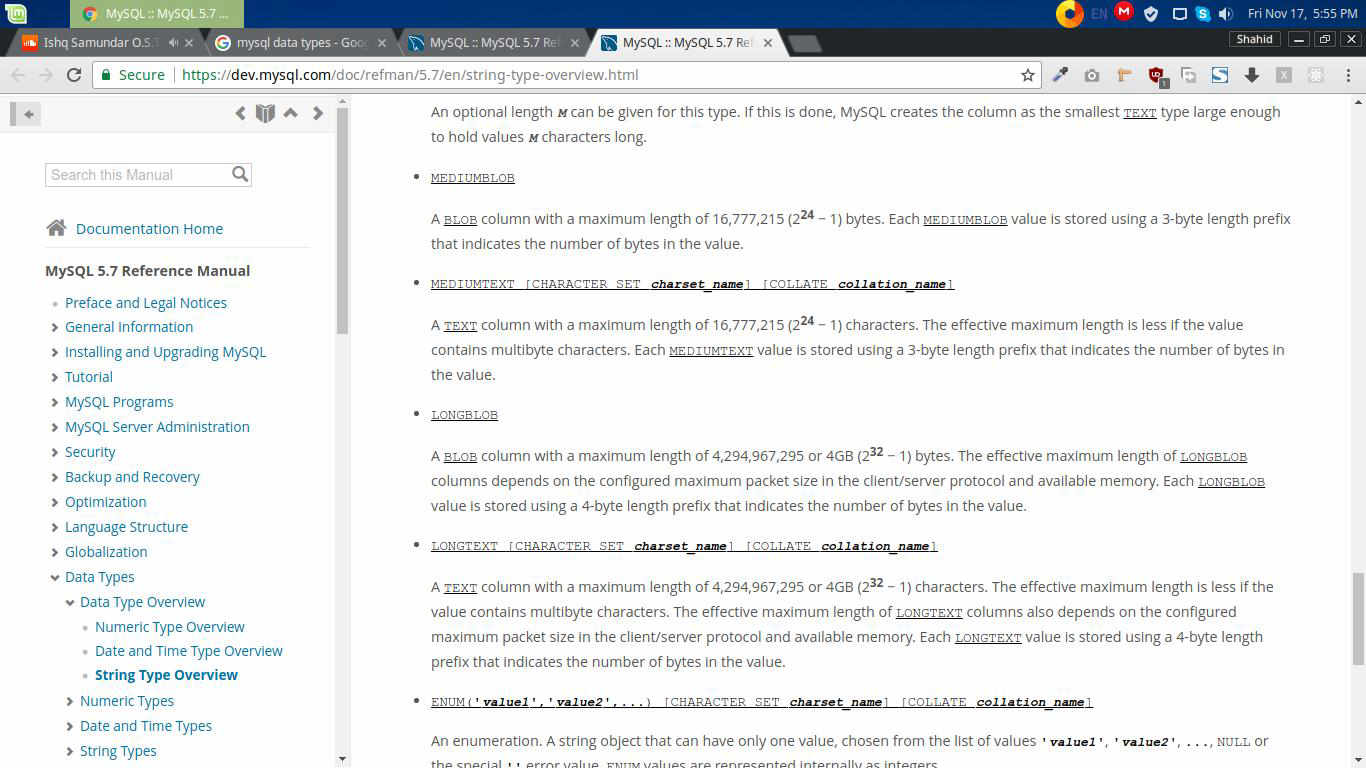 MySQL :: MySQL 5.7 ...
EN
Fri Nov 17, 5:55 PM
Ishq Samundar O.S.T
mysql data types - Goo
MySQL :: MySQL 5.7 Ref
MySQL :: MySQL 5.7 Ref
Shahid
Secure
https://dev.mysql.com/doc/refman/5.7/en/string-type-overview.html
1
Search this Manual
Documentation Home
MySQL 5.7 Reference Manual
Preface and Legal Notices
General Information
Installing and Upgrading MySQL
Tutorial
MySQL Programs
MySQL Server Administration
Security
Backup and Recovery
Optimization
Language Structure
Globalization
Data Types
Data Type Overview
Numeric Type Overview
Date and Time Type Overview
String Type Overview
Numeric Types
Date and Time Types
String Types
An optional length M can be given for this type. If this is done, MySQL creates the column as the smallest TEXT type large enough
to hold values M characters long.
MEDIUMBLOB
A BLOB column with a maximum length of 16,777,215 (2^24 − 1) bytes. Each MEDIUMBLOB value is stored using a 3-byte length prefix
that indicates the number of bytes in the value.
MEDIUMTEXT [CHARACTER SET charset_name] [COLLATE collation_name]
A TEXT column with a maximum length of 16,777,215 (2^24 − 1) characters. The effective maximum length is less if the value
contains multibyte characters. Each MEDIUMTEXT value is stored using a 3-byte length prefix that indicates the number of bytes in
the value.
LONGBLOB
A BLOB column with a maximum length of 4,294,967,295 or 4GB (2^32 − 1) bytes. The effective maximum length of LONGBLOB
columns depends on the configured maximum packet size in the client/server protocol and available memory. Each LONGBLOB
value is stored using a 4-byte length prefix that indicates the number of bytes in the value.
LONGTEXT [CHARACTER SET charset_name] [COLLATE collation_name]
A TEXT column with a maximum length of 4,294,967,295 or 4GB (2^32 − 1) characters. The effective maximum length is less if the
value contains multibyte characters. The effective maximum length of LONGTEXT columns also depends on the configured
maximum packet size in the client/server protocol and available memory. Each LONGTEXT value is stored using a 4-byte length
prefix that indicates the number of bytes in the value.
ENUM('value1','value2',...) [CHARACTER SET charset_name] [COLLATE collation_name]
An enumeration. A string object that can have only one value, chosen from the list of values 'value1', 'value2', ..., NULL or
the special '' error value. ENUM values are represented internally as integers.